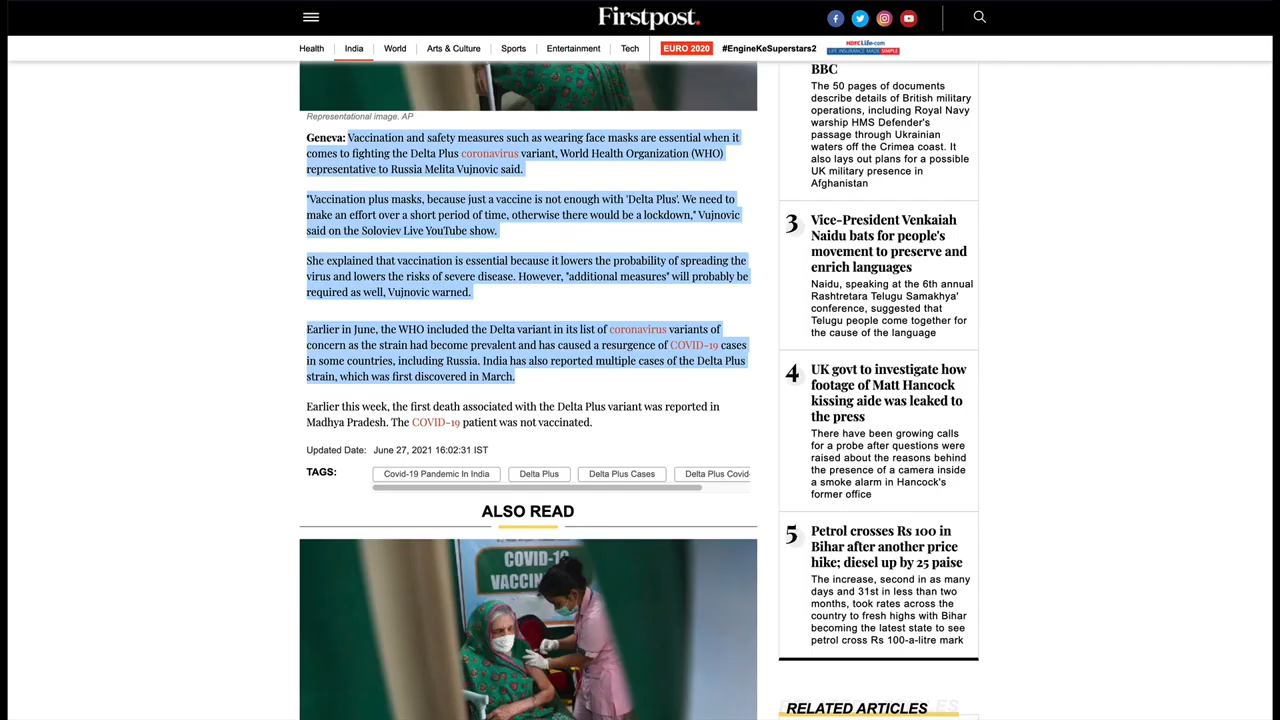 Firstpost.
Health
India
World
Arts & Culture
Sports
Entertainment
Tech
EURO 2020
#EngineKeSuperstars2
HDFCLife.com
LIFE INSURANCE MADE SIMPLE
Representational image. AP
Geneva: Vaccination and safety measures such as wearing face masks are essential when it
comes to fighting the Delta Plus coronavirus variant, World Health Organization (WHO)
representative to Russia Melita Vujnovic said.
"Vaccination plus masks, because just a vaccine is not enough with 'Delta Plus'. We need to
make an effort over a short period of time, otherwise there would be a lockdown," Vujnovic
said on the Soloviev Live YouTube show.
She explained that vaccination is essential because it lowers the probability of spreading the
virus and lowers the risks of severe disease. However, "additional measures" will probably be
required as well, Vujnovic warned.
Earlier in June, the WHO included the Delta variant in its list of coronavirus variants of
concern as the strain had become prevalent and has caused a resurgence of COVID-19 cases
in some countries, including Russia. India has also reported multiple cases of the Delta Plus
strain, which was first discovered in March.
Earlier this week, the first death associated with the Delta Plus variant was reported in
Madhya Pradesh. The COVID-19 patient was not vaccinated.
Updated Date: June 27, 2021 16:02:31 IST
TAGS:
Covid-19 Pandemic In India
Delta Plus
Delta Plus Cases
Delta Plus Covid-
ALSO READ
COVID-19
VACCIN
BBC
The 50 pages of documents
describe details of British military
operations, including Royal Navy
warship HMS Defender's
passage through Ukrainian
waters off the Crimea coast. It
also lays out plans for a possible
UK military presence in
Afghanistan
3
Vice-President Venkaiah
Naidu bats for people's
movement to preserve and
enrich languages
Naidu, speaking at the 6th annual
Rashtretara Telugu Samakhya'
conference, suggested that
Telugu people come together for
the cause of the language
4
UK govt to investigate how
footage of Matt Hancock
kissing aide was leaked to
the press
There have been growing calls
for a probe after questions were
raised about the reasons behind
the presence of a camera inside
a smoke alarm in Hancock's
former office
5
Petrol crosses Rs 100 in
Bihar after another price
hike; diesel up by 25 paise
The increase, second in as many
days and 31st in less than two
months, took rates across the
country to fresh highs with Bihar
becoming the latest state to see
petrol cross Rs 100-a-litre mark
RELATED ARTICLES